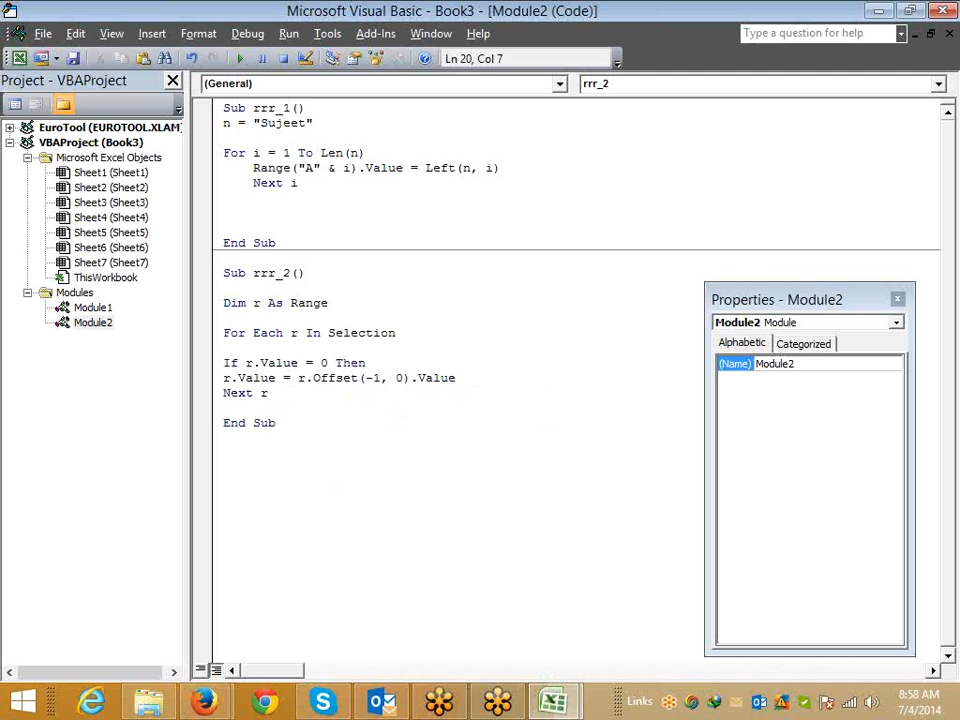 Microsoft Visual Basic - Book3 - [Module2 (Code)]
File Edit View Insert Format Debug Run Tools Add-Ins Window Help
Type a question for help
Ln 20, Col 7
Project - VBAProject
(General)
rrr_2
EuroTool (EUROTOOL.XLAM)
VBAProject (Book3)
Microsoft Excel Objects
Sheet1 (Sheet1)
Sheet2 (Sheet2)
Sheet3 (Sheet3)
Sheet4 (Sheet4)
Sheet5 (Sheet5)
Sheet6 (Sheet6)
Sheet7 (Sheet7)
ThisWorkbook
Modules
Module1
Module2
Sub rrr_1()
n = "Sujeet"
For i = 1 To Len(n)
Range("A" & i).Value = Left(n, i)
Next i
End Sub
Sub rrr_2()
Dim r As Range
For Each r In Selection
If r.Value = 0 Then
r.Value = r.Offset(-1, 0).Value
Next r
End Sub
Properties - Module2
Module2 Module
Alphabetic Categorized
(Name) Module2
Links
8:58 AM
7/4/2014